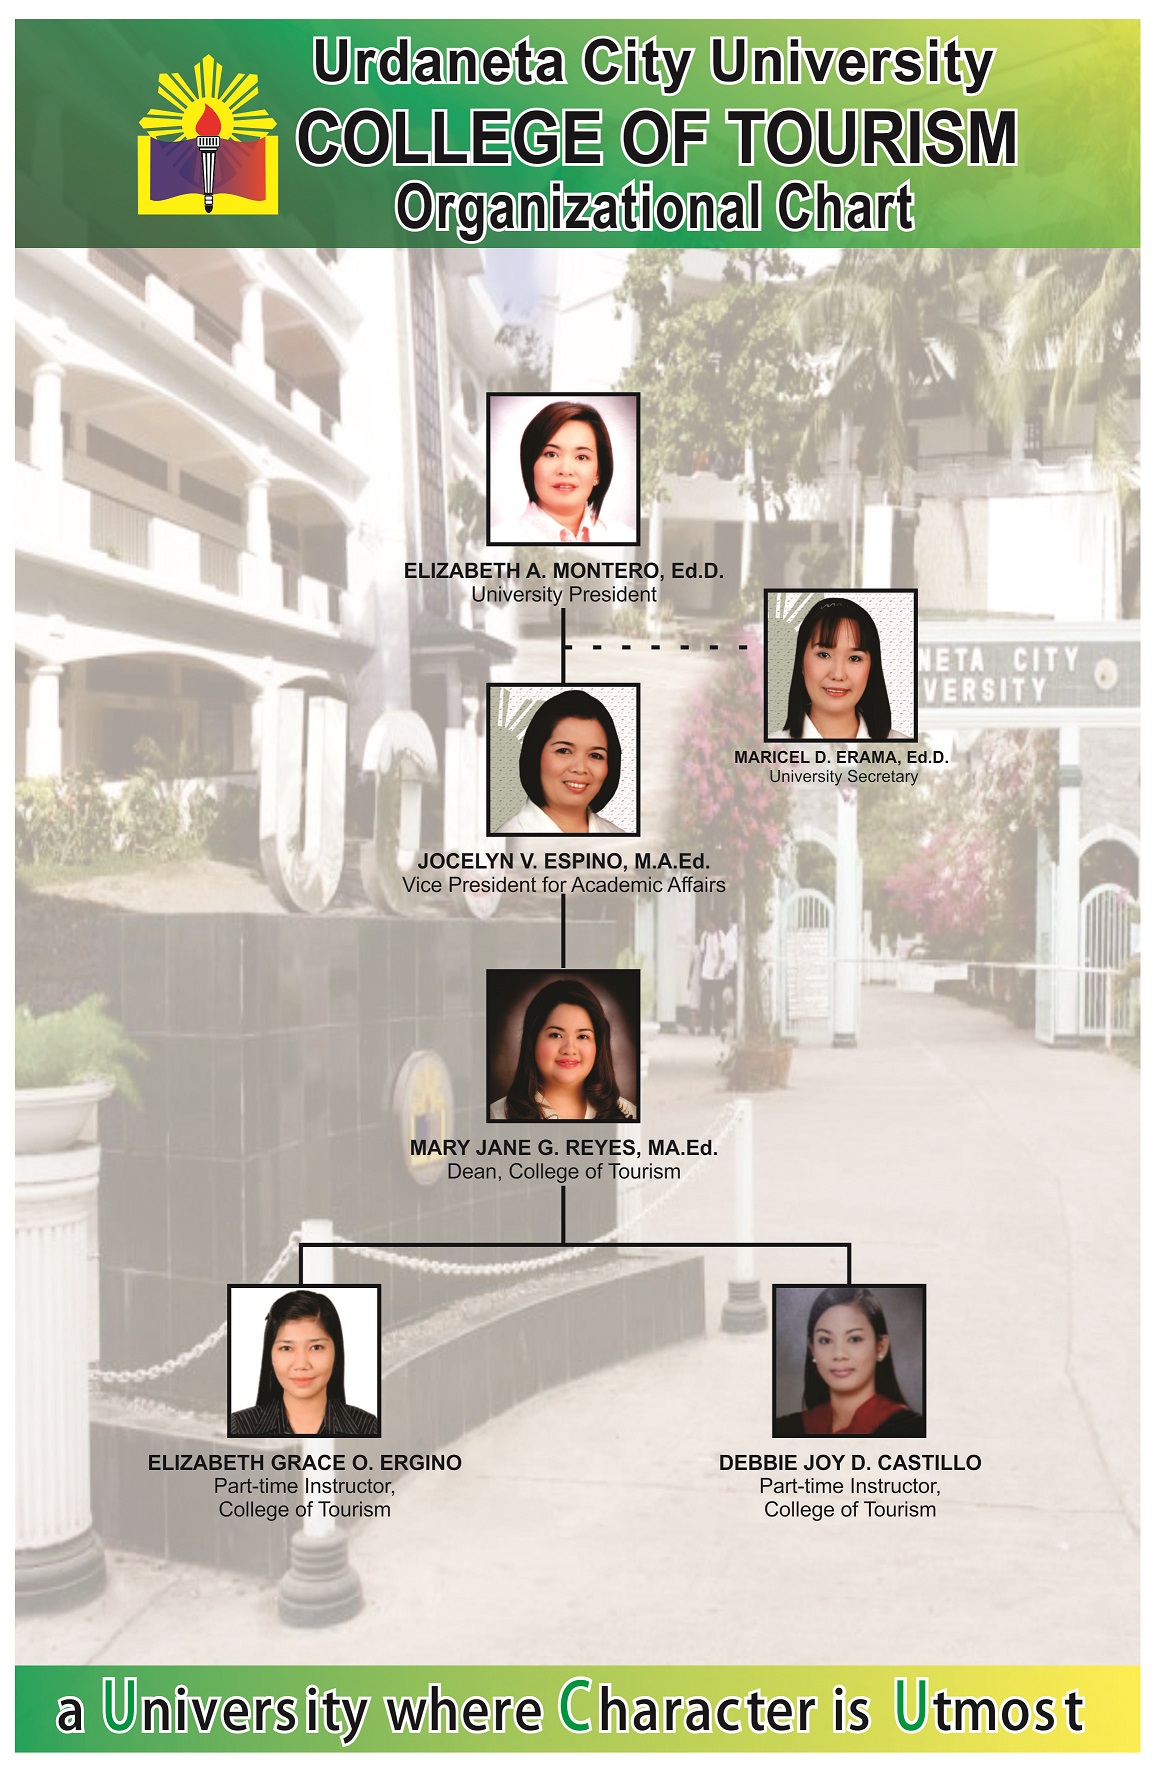 Urdaneta City University
COLLEGE OF TOURISM
Organizational Chart
ELIZABETH A. MONTERO, Ed.D.
University President
NETA CITY
VERSITY
MARICEL D. ERAMA, Ed.D.
University Secretary
JOCELYN V. ESPINO, M.A.Ed.
Vice President for Academic Affairs
MARY JANE G. REYES, MA.Ed.
Dean, College of Tourism
ELIZABETH GRACE O. ERGINO
Part-time Instructor,
College of Tourism
DEBBIE JOY D. CASTILLO
Part-time Instructor,
College of Tourism
a University where Character is Utmost